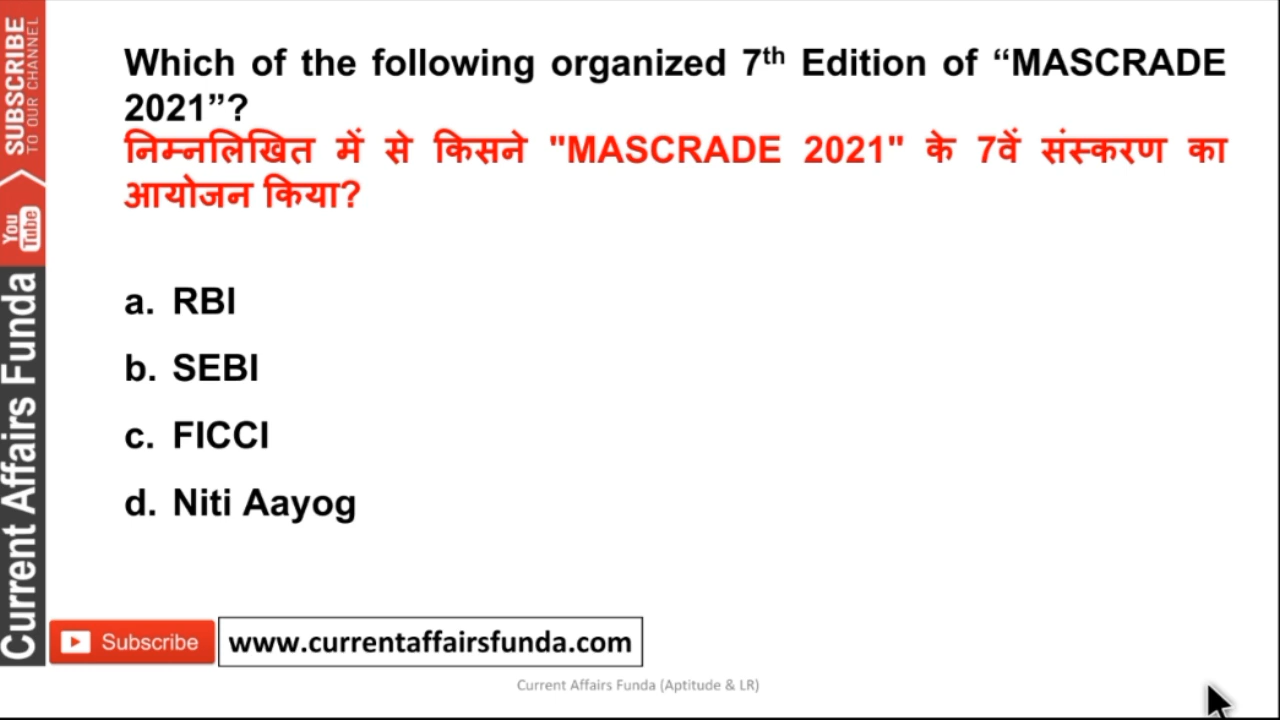 Which of the following organized 7th Edition of “MASCRADE
2021”?
निम्नलिखित में से किसने "MASCRADE 2021" के 7वें संस्करण का
आयोजन किया?
a. RBI
b. SEBI
c. FICCI
d. Niti Aayog
SUBSCRIBE
TO OUR CHANNEL
You
Tube
Current Affairs Funda
Subscribe
www.currentaffairsfunda.com
Current Affairs Funda (Aptitude & LR)